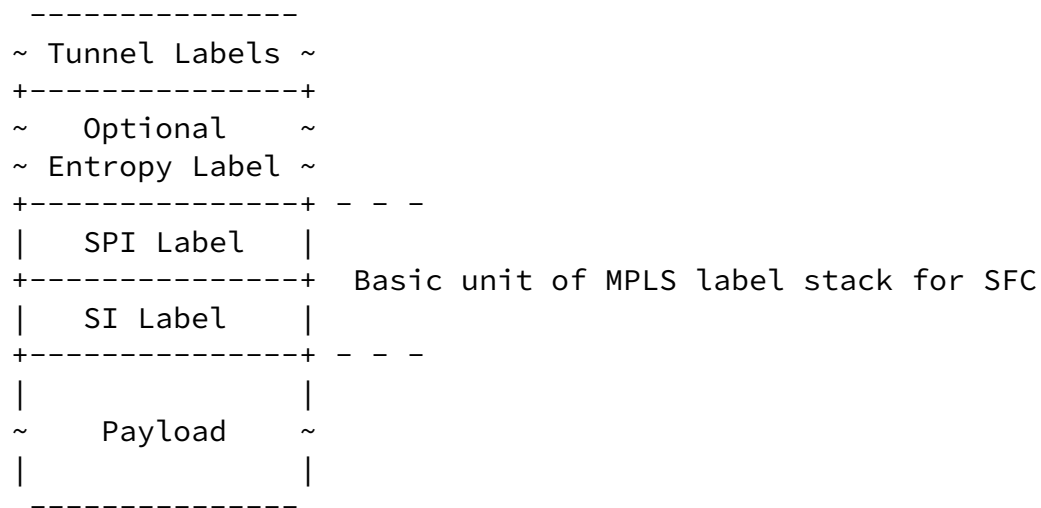 ---------------
~ Tunnel Labels ~
+---------------+
~   Optional    ~
~ Entropy Label ~
+---------------+ - - -
|   SPI Label   |
+---------------+  Basic unit of MPLS label stack for SFC
|   SI Label    |
+---------------+ - - -
|               |
~    Payload    ~
|               |
 ---------------